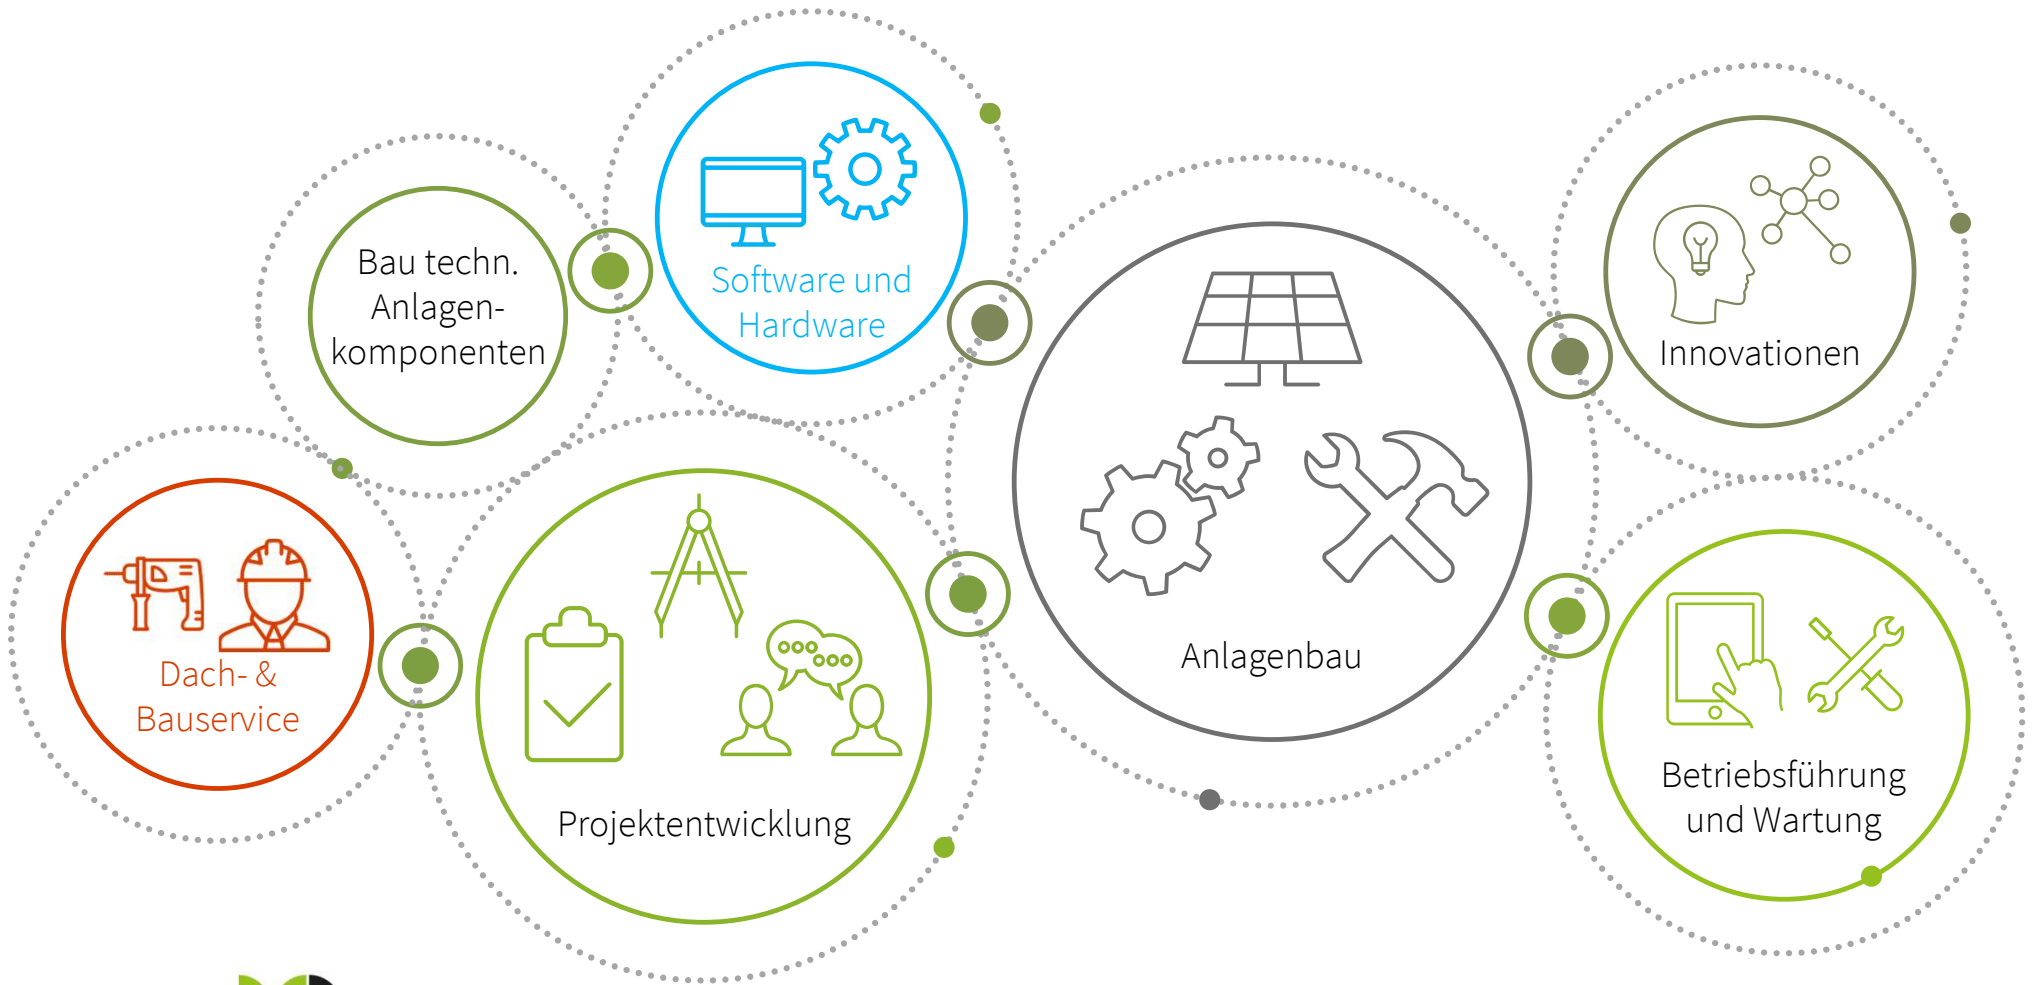 Bau techn.
Anlagen-
komponenten
Software und
Hardware
Innovationen
Dach- &
Bauservice
Projektentwicklung
Anlagenbau
Betriebsführung
und Wartung